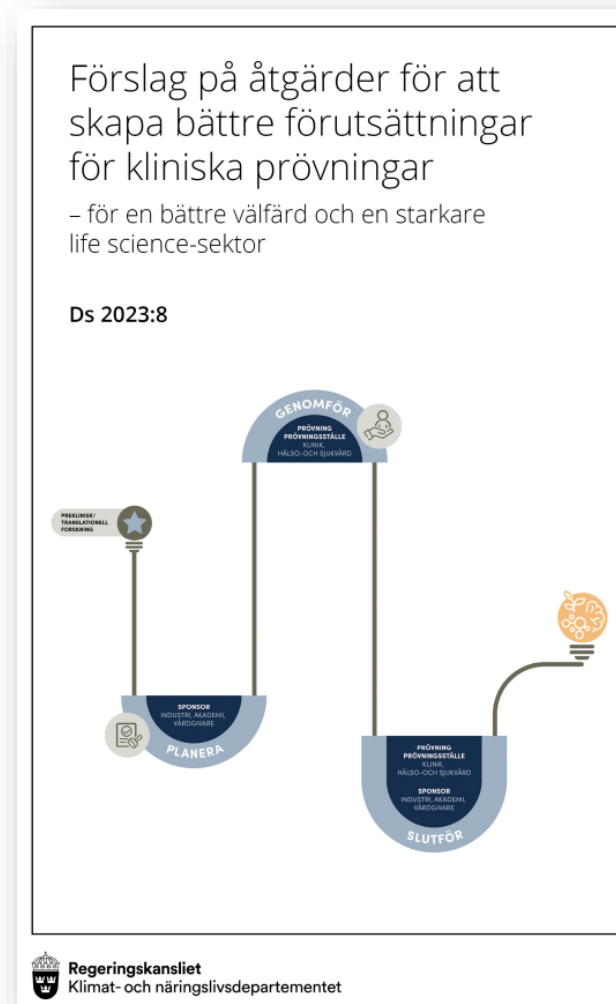 Förslag på åtgärder för att
skapa bättre förutsättningar
för kliniska prövningar
– för en bättre välfärd och en starkare
life science-sektor
Ds 2023:8
GENOMFÖR
PRÖVNING
PRÖVNINGSSTÄLLE
KLINIK,
HÄLSO-OCH SJUKVÅRD
PREKLINISK/
TRANSLATIONELL
FORSKNING
SPONSOR
INDUSTRI, AKADEMI,
VÅRDGIVARE
PLANERA
PRÖVNING
PRÖVNINGSSTÄLLE
KLINIK,
HÄLSO-OCH SJUKVÅRD
SPONSOR
INDUSTRI, AKADEMI,
VÅRDGIVARE
SLUTFÖR
Regeringskansliet
Klimat- och näringslivsdepartementet